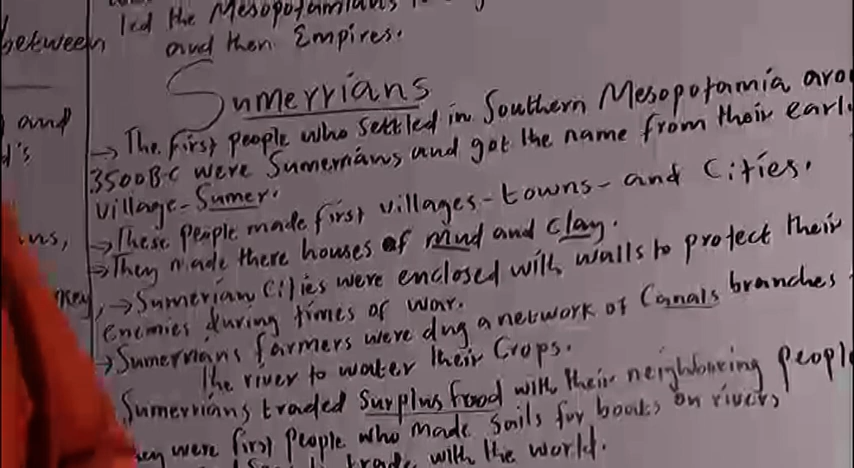 led the Mesopotamians
between
and then Empires.
Sumerrians
and
→ The first people who settled in Southern Mesopotamia aro
d's
3500B.C were Sumerians and got the name from their earl
village-Sumer.
→ These people made first villages-towns-and Cities.
→ They made there houses of mud and clay.
→ Sumerian Cities were enclosed with walls to protect their
enemies during times of war.
→ Sumerians farmers were dug a network of Canals branches
The river to water their Crops.
Sumerrians traded Surplus food with their neighbouring people
They were first People who made sails for boats on rivers
trade with the world.